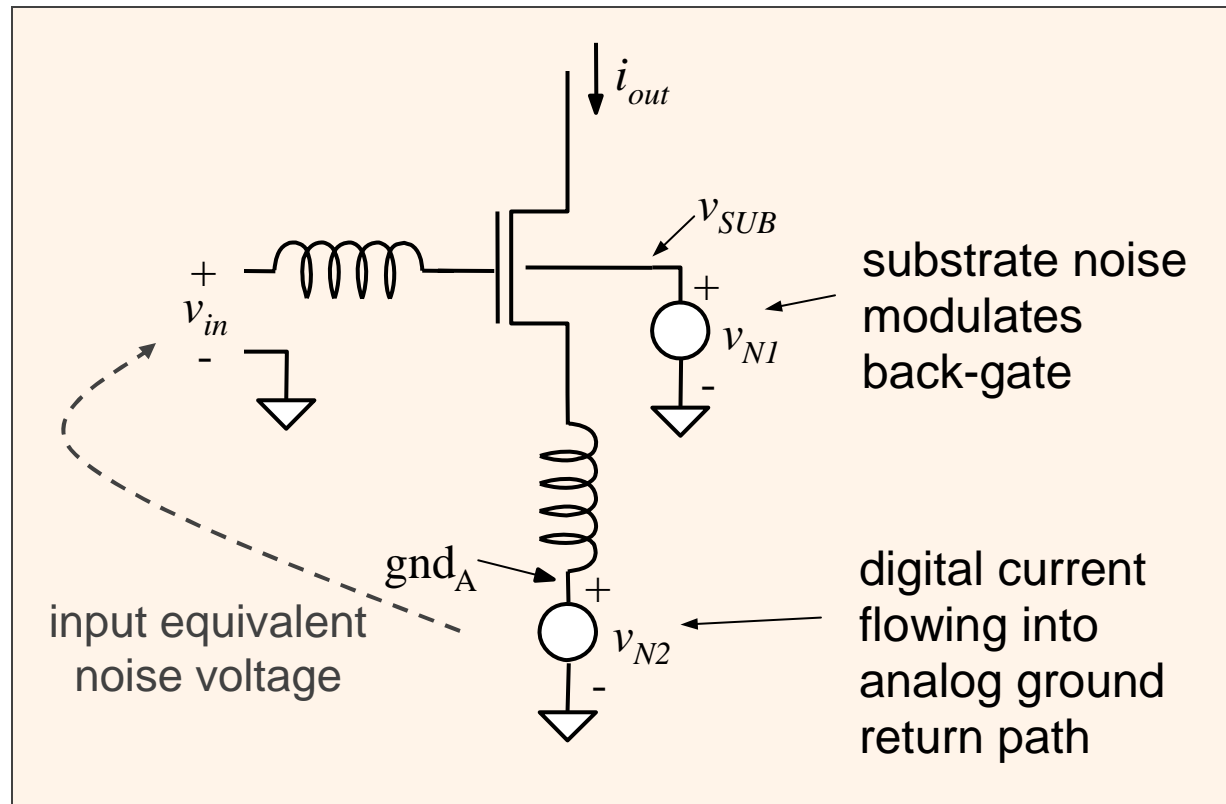 i_out
v_SUB
+
v_in
-
+
v_N1
-
substrate noise
modulates
back-gate
gnd_A
+
v_N2
-
input equivalent
noise voltage
digital current
flowing into
analog ground
return path